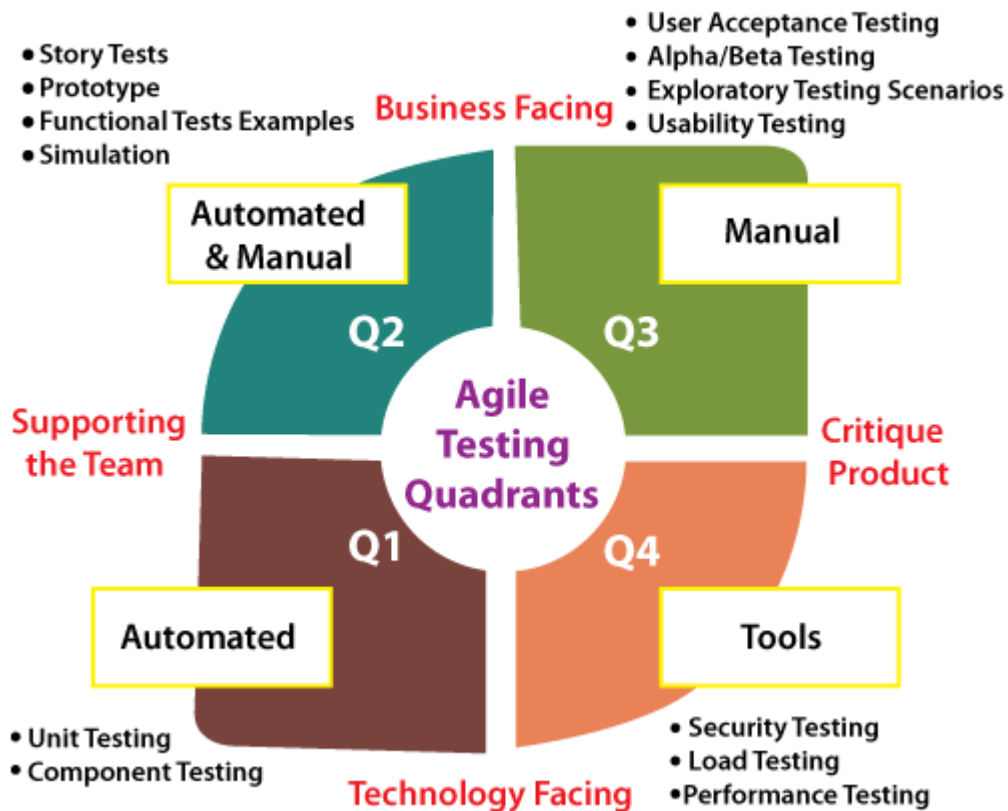 • Story Tests
• Prototype
• Functional Tests Examples
• Simulation
Business Facing
• User Acceptance Testing
• Alpha/Beta Testing
• Exploratory Testing Scenarios
• Usability Testing
Automated
& Manual
Manual
Q2
Q3
Agile
Testing
Quadrants
Supporting
the Team
Critique
Product
Q1
Q4
Automated
Tools
• Unit Testing
• Component Testing
Technology Facing
• Security Testing
• Load Testing
•Performance Testing